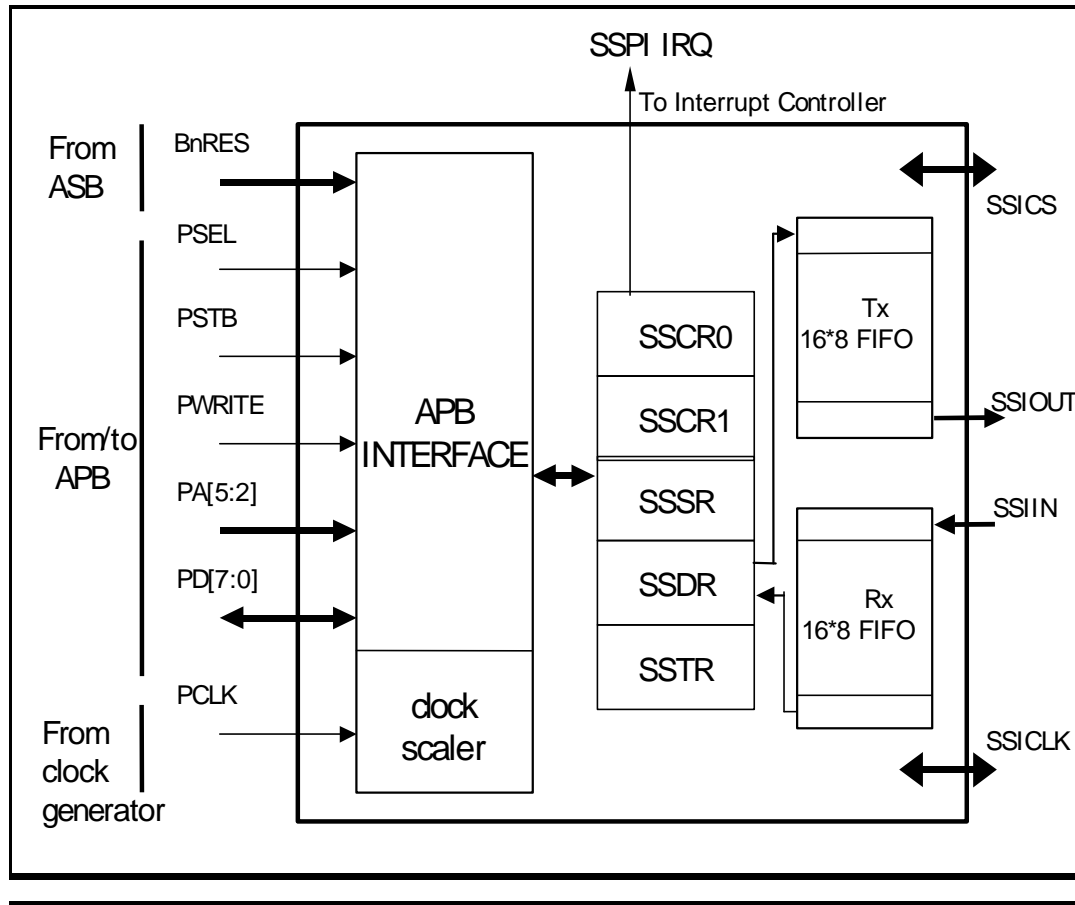 SSPI IRQ
To Interrupt Controller
From
ASB
BnRES
PSEL
PSTB
PWRITE
From/to
APB
PA[5:2]
PD[7:0]
PCLK
From
clock
generator
APB
INTERFACE
clock
scaler
SSCR0
SSCR1
SSSR
SSDR
SSTR
Tx
16*8 FIFO
Rx
16*8 FIFO
SSICS
SSIOUT
SSIIN
SSICLK